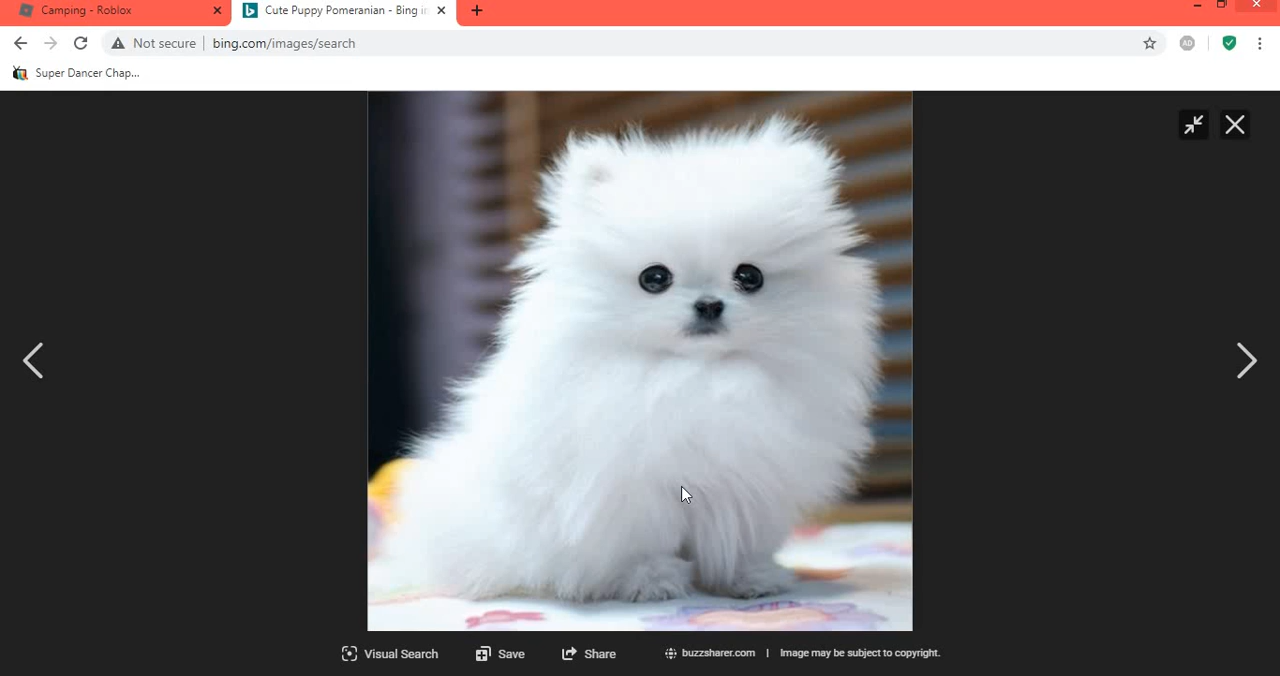 Camping - Roblox
Cute Puppy Pomeranian - Bing
Not secure
bing.com/images/search
AD
Super Dancer Chap...
Visual Search
Save
Share
buzzsharer.com | Image may be subject to copyright.